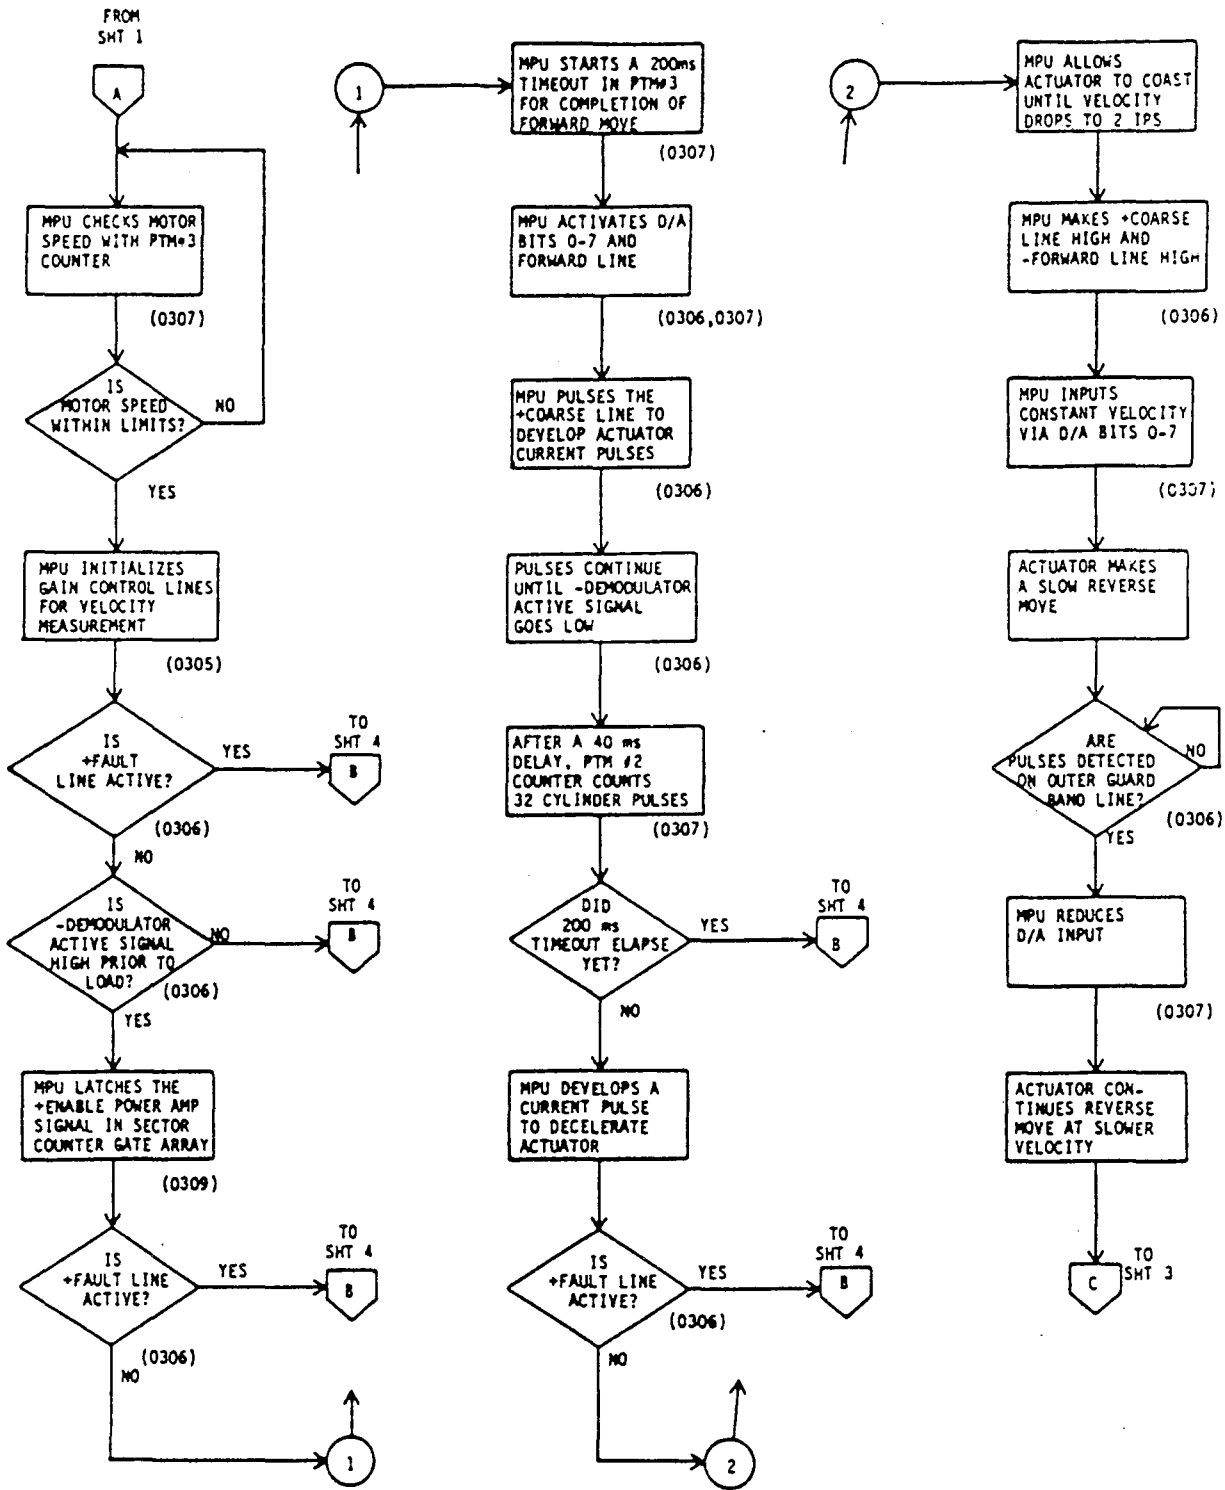 FROM
SHT 1
A
MPU CHECKS MOTOR
SPEED WITH PTM#3
COUNTER
(0307)
IS
MOTOR SPEED
WITHIN LIMITS?
NO
YES
MPU INITIALIZES
GAIN CONTROL LINES
FOR VELOCITY
MEASUREMENT
(0305)
IS
+FAULT
LINE ACTIVE?
YES
TO
SHT 4
B
(0306)
NO
IS
-DEMODULATOR
ACTIVE SIGNAL
HIGH PRIOR TO
LOAD?
NO
TO
SHT 4
B
(0306)
YES
MPU LATCHES THE
+ENABLE POWER AMP
SIGNAL IN SECTOR
COUNTER GATE ARRAY
(0309)
IS
+FAULT LINE
ACTIVE?
YES
TO
SHT 4
B
(0306)
NO
1
1
MPU STARTS A 200ms
TIMEOUT IN PTM#3
FOR COMPLETION OF
FORWARD MOVE
(0307)
MPU ACTIVATES D/A
BITS 0-7 AND
FORWARD LINE
(0306,0307)
MPU PULSES THE
+COARSE LINE TO
DEVELOP ACTUATOR
CURRENT PULSES
(0306)
PULSES CONTINUE
UNTIL -DEMODULATOR
ACTIVE SIGNAL
GOES LOW
(0306)
AFTER A 40 ms
DELAY, PTM #2
COUNTER COUNTS
32 CYLINDER PULSES
(0307)
DID
200 ms
TIMEOUT ELAPSE
YET?
YES
TO
SHT 4
B
NO
MPU DEVELOPS A
CURRENT PULSE
TO DECELERATE
ACTUATOR
IS
+FAULT LINE
ACTIVE?
YES
TO
SHT 4
B
(0306)
NO
2
2
MPU ALLOWS
ACTUATOR TO COAST
UNTIL VELOCITY
DROPS TO 2 IPS
MPU MAKES +COARSE
LINE HIGH AND
-FORWARD LINE HIGH
(0306)
MPU INPUTS
CONSTANT VELOCITY
VIA D/A BITS 0-7
(0307)
ACTUATOR MAKES
A SLOW REVERSE
MOVE
ARE
PULSES DETECTED
ON OUTER GUARD
BAND LINE?
NO
(0306)
YES
MPU REDUCES
D/A INPUT
(0307)
ACTUATOR CON-
TINUES REVERSE
MOVE AT SLOWER
VELOCITY
C
TO
SHT 3